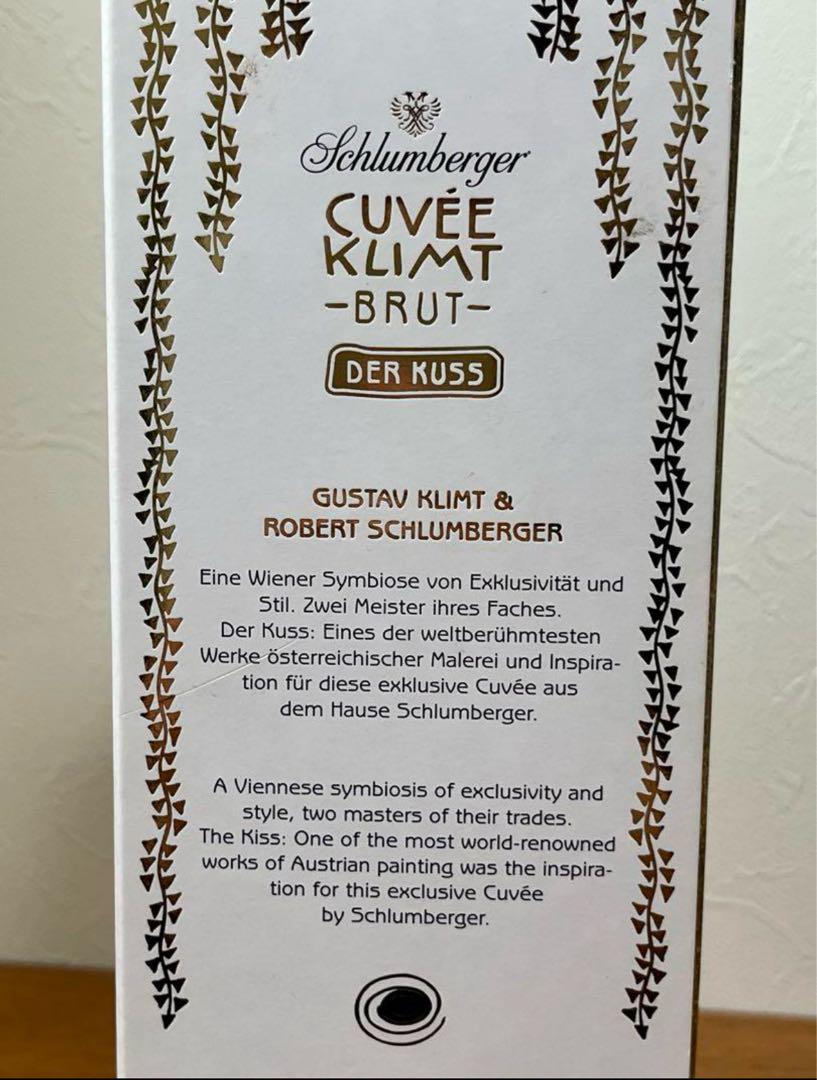 Schlumberger
CUVÉE
KLIMT
-BRUT-
DER KUSS
GUSTAV KLIMT &
ROBERT SCHLUMBERGER
Eine Wiener Symbiose von Exklusivität und
Stil. Zwei Meister ihres Faches.
Der Kuss: Eines der weltberühmtesten
Werke österreichischer Malerei und Inspira-
tion für diese exklusive Cuvée aus
dem Hause Schlumberger.
A Viennese symbiosis of exclusivity and
style, two masters of their trades.
The Kiss: One of the most world-renowned
works of Austrian painting was the inspira-
tion for this exclusive Cuvée
by Schlumberger.